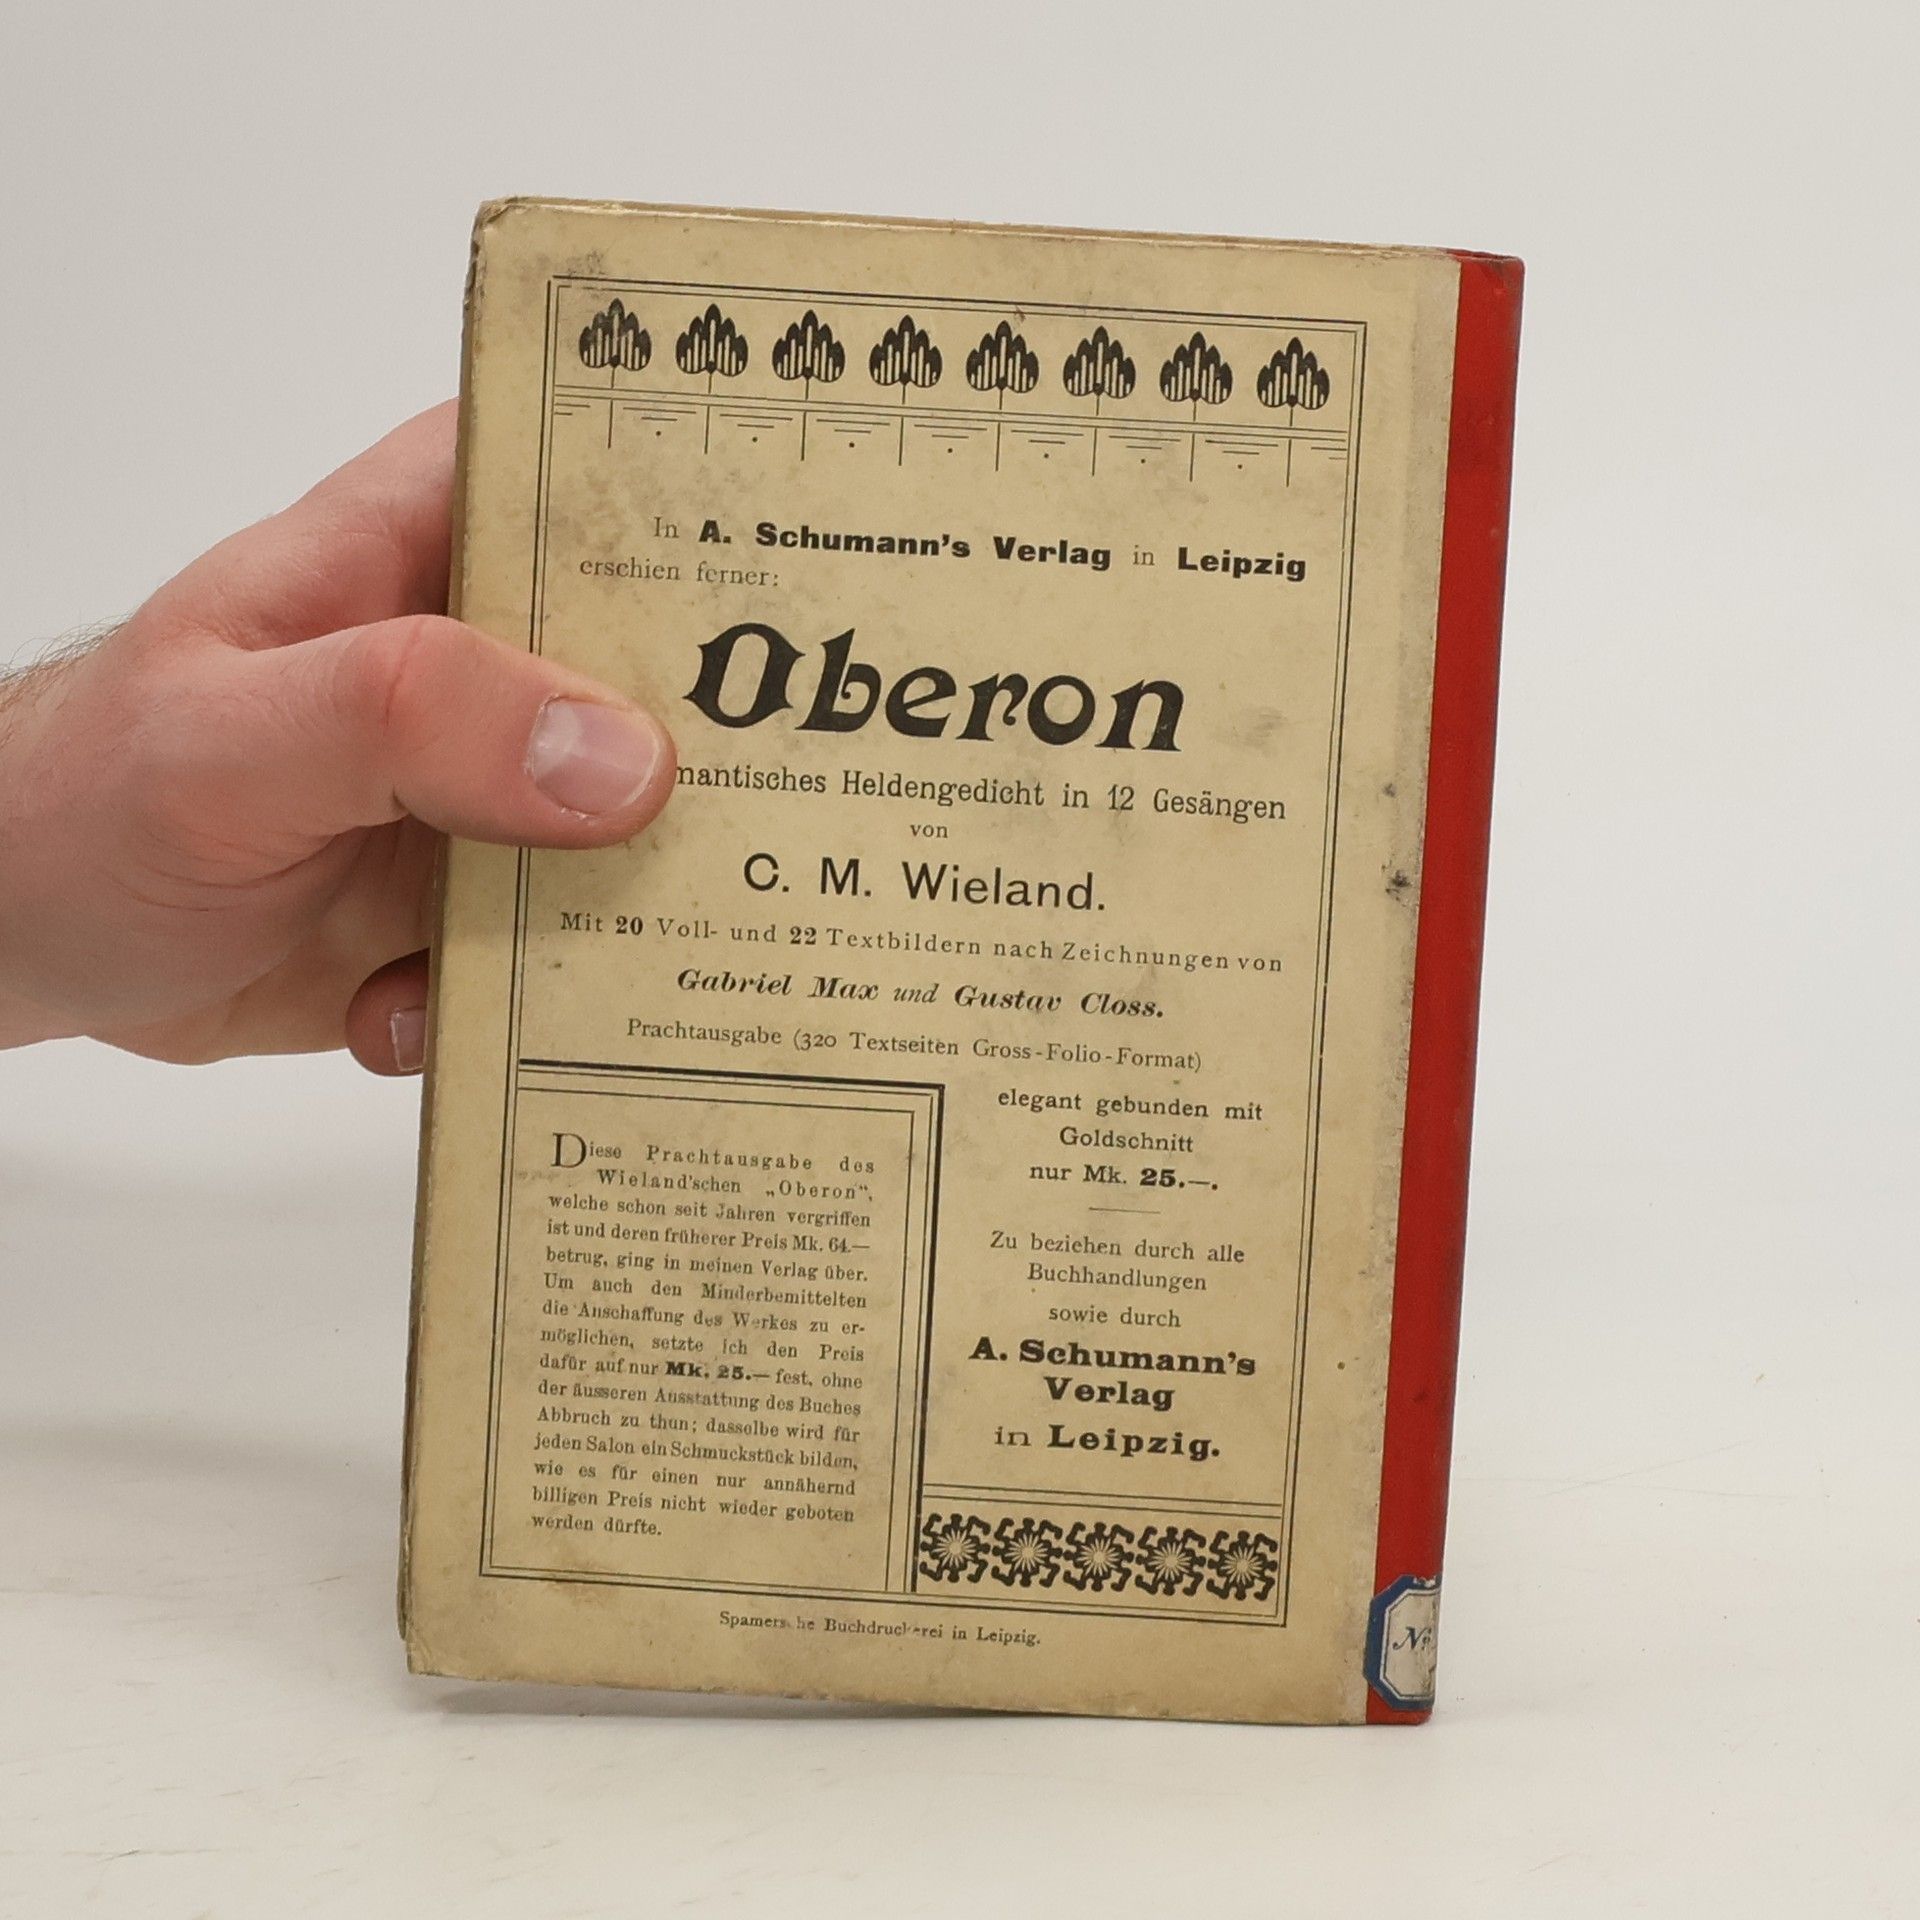 In A. Schumann's Verlag in Leipzig
erschien ferner:
Oberon
mantisches Heldengedicht in 12 Gesängen
von
C. M. Wieland.
Mit 20 Voll- und 22 Textbildern nach Zeichnungen von
Gabriel Max und Gustav Closs.
Prachtausgabe (320 Textseiten Gross-Folio-Format)
elegant gebunden mit
Goldschnitt
nur Mk. 25.—.
Zu beziehen durch alle
Buchhandlungen
sowie durch
A. Schumann's
Verlag
in Leipzig.
Diese Prachtausgabe des
Wieland'schen „Oberon“,
welche schon seit Jahren vergriffen
ist und deren früherer Preis Mk. 64.—
betrug, ging in meinen Verlag über.
Um auch den Minderbemittelten
die Anschaffung des Werkes zu er-
möglichen, setzte ich den Preis
dafür auf nur Mk. 25.— fest, ohne
der äusseren Ausstattung des Buches
Abbruch zu thun; dasselbe wird für
jeden Salon ein Schmuckstück bilden,
wie es für einen nur annähernd
billigen Preis nicht wieder geboten
werden dürfte.
Spamersche Buchdruckerei in Leipzig.
№